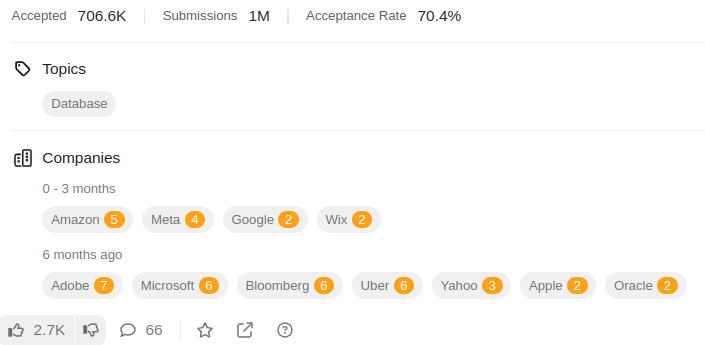 Accepted 706.6K Submissions 1M Acceptance Rate 70.4%
Topics
Database
Companies
0 - 3 months
Amazon 5 Meta 4 Google 2 Wix 2
6 months ago
Adobe 7 Microsoft 6 Bloomberg 6 Uber 6 Yahoo 3 Apple 2 Oracle 2
2.7K 66